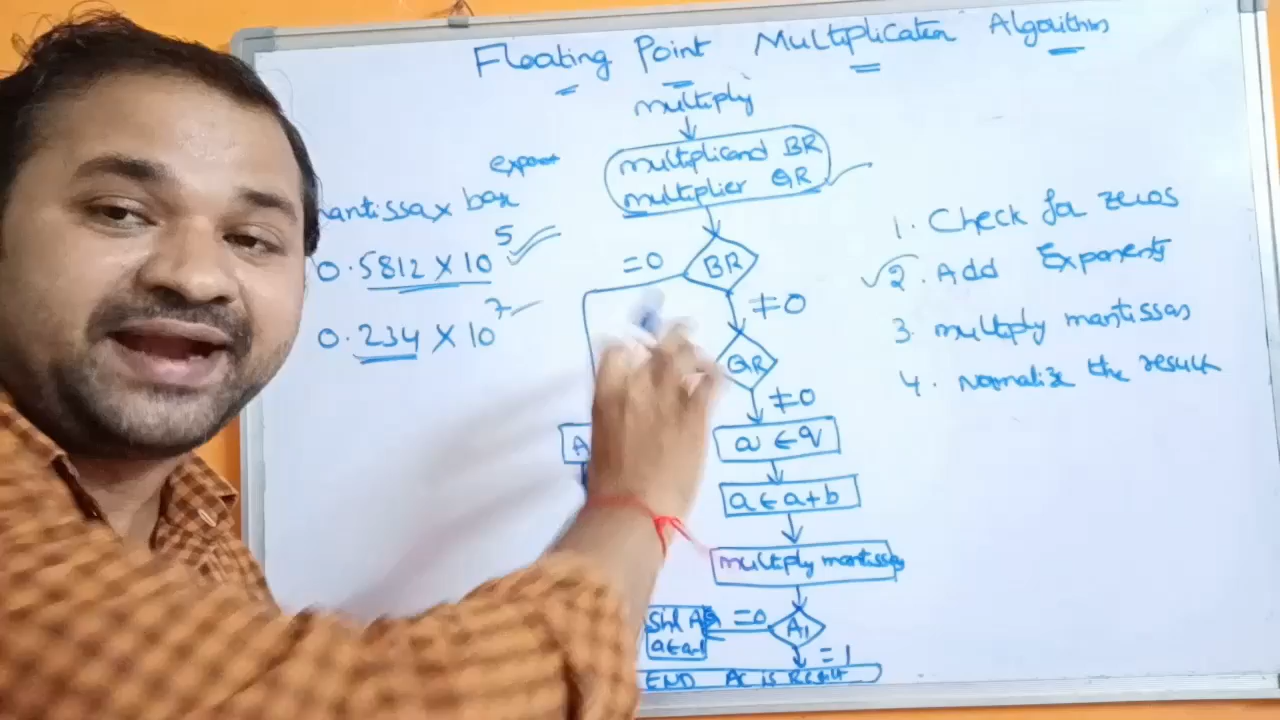 Floating Point Multiplication Algorithm
multiply
multiplicand BR
multiplier QR
expont
mantissa x base
0.5812 X 10^5
0.234 X 10^7
=0
BR
≠0
QR
≠0
A
a ← q
a ← a+b
multiply mantissas
A1
=0
=1
END AC is Result
1. Check for zeros
2. Add Exponents
3. multiply mantissas
4. Normalize the result